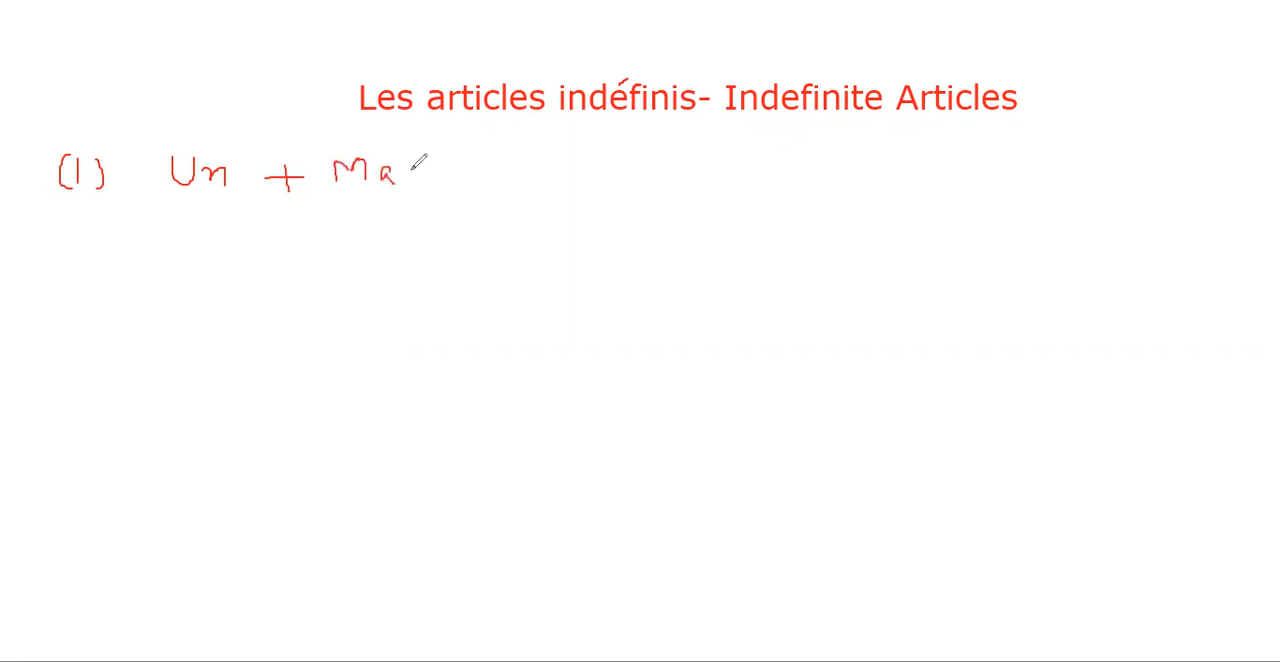 Les articles indéfinis- Indefinite Articles
(1) Un + Ma